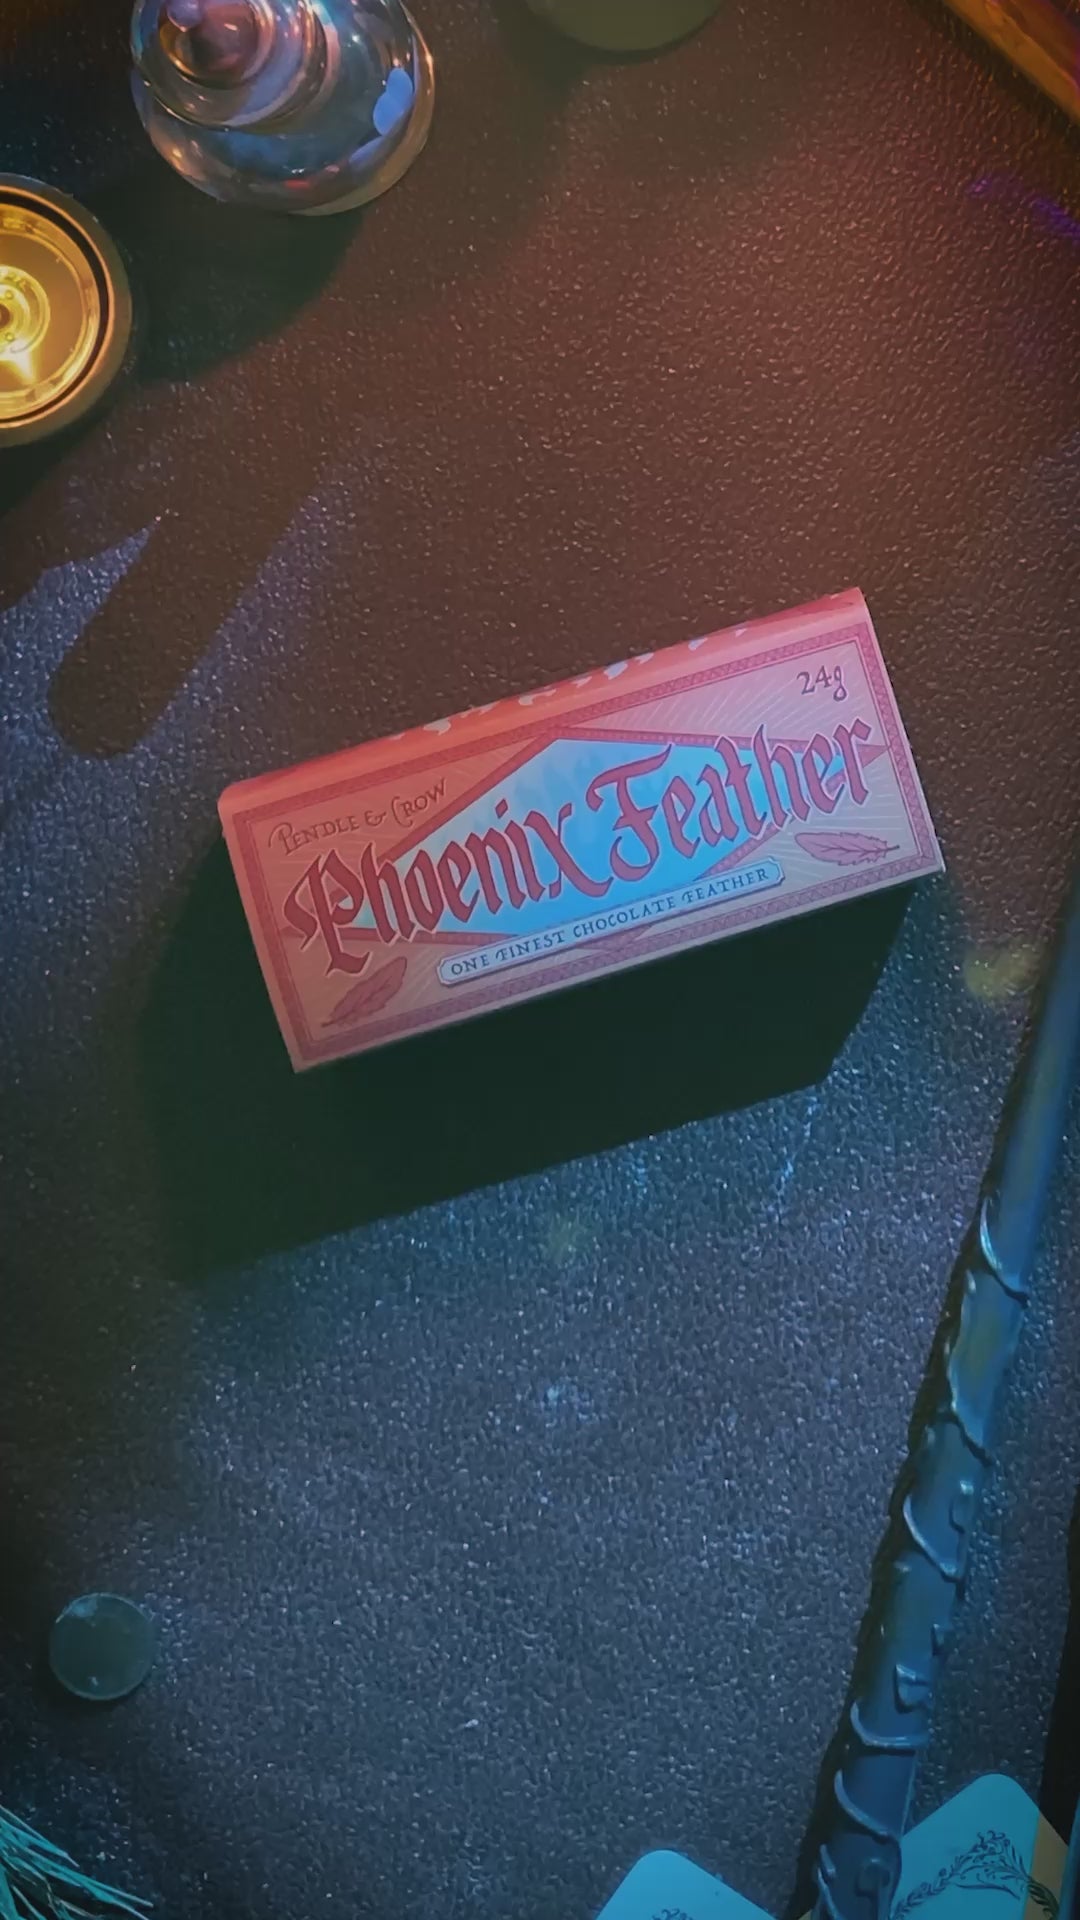 24g
PENDLE & CROW
Phoenix Feather
ONE FINEST CHOCOLATE FEATHER